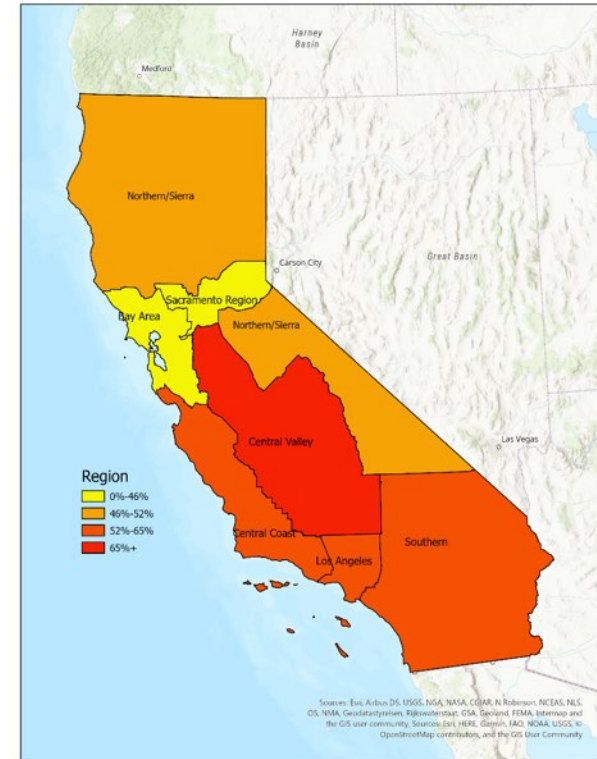 Harney
Basin
Medford
Northern/Sierra
Carson City
Great Basin
Sacramento Region
Bay Area
Northern/Sierra
Las Vegas
Central Valley
Region
0%-46%
46%-52%
52%-65%
65%+
Central Coast
Los Angeles
Southern
Sources: Esri, Airbus DS, USGS, NGA, NASA, CGIAR, N Robinson, NCEAS, NLS,
OS, NMA, Geodatastyrelsen, Rijkswaterstaat, GSA, Geoland, FEMA, Intermap and
the GIS user community, Sources: Esri, HERE, Garmin, FAO, NOAA, USGS, ©
OpenStreetMap contributors, and the GIS User Community